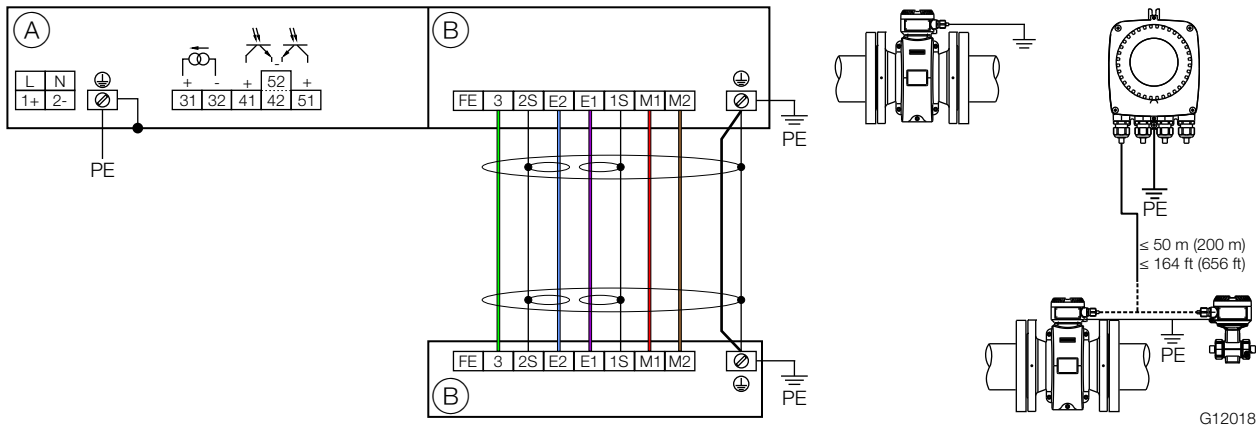 A
B
L N
1+ 2-
+ -
31 32
+ - +
52
41 42 51
PE
FE 3 2S E2 E1 1S M1 M2
PE
FE 3 2S E2 E1 1S M1 M2
B
PE
PE
≤ 50 m (200 m)
≤ 164 ft (656 ft)
PE
G12018